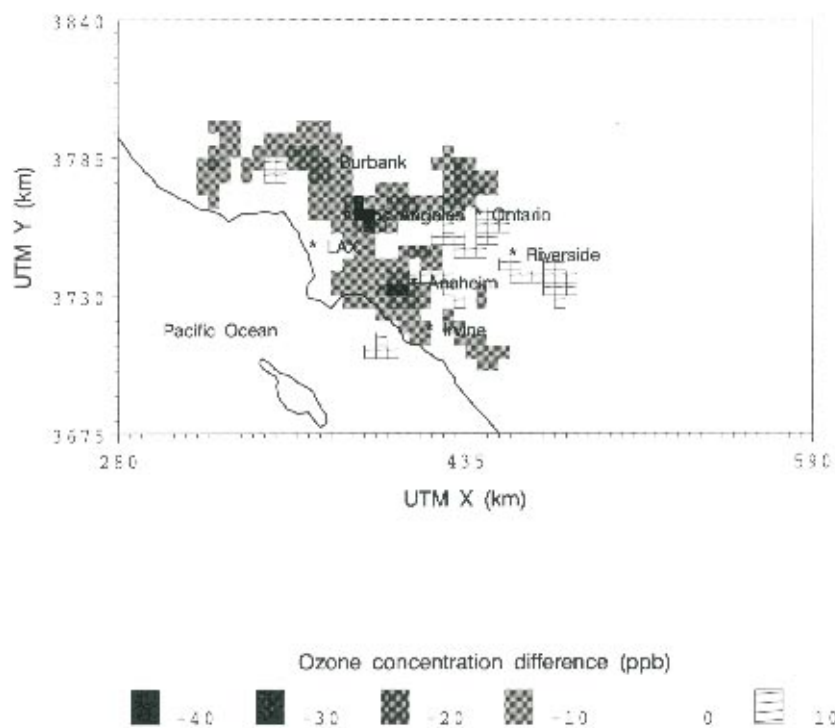 3840
3785
3730
3675
UTM Y (km)
Burbank
Los Angeles
* Ontario
* LAX
* Riverside
* Anaheim
* Irvine
Pacific Ocean
280
435
590
UTM X (km)
Ozone concentration difference (ppb)
-40
-30
-20
-10
0
10